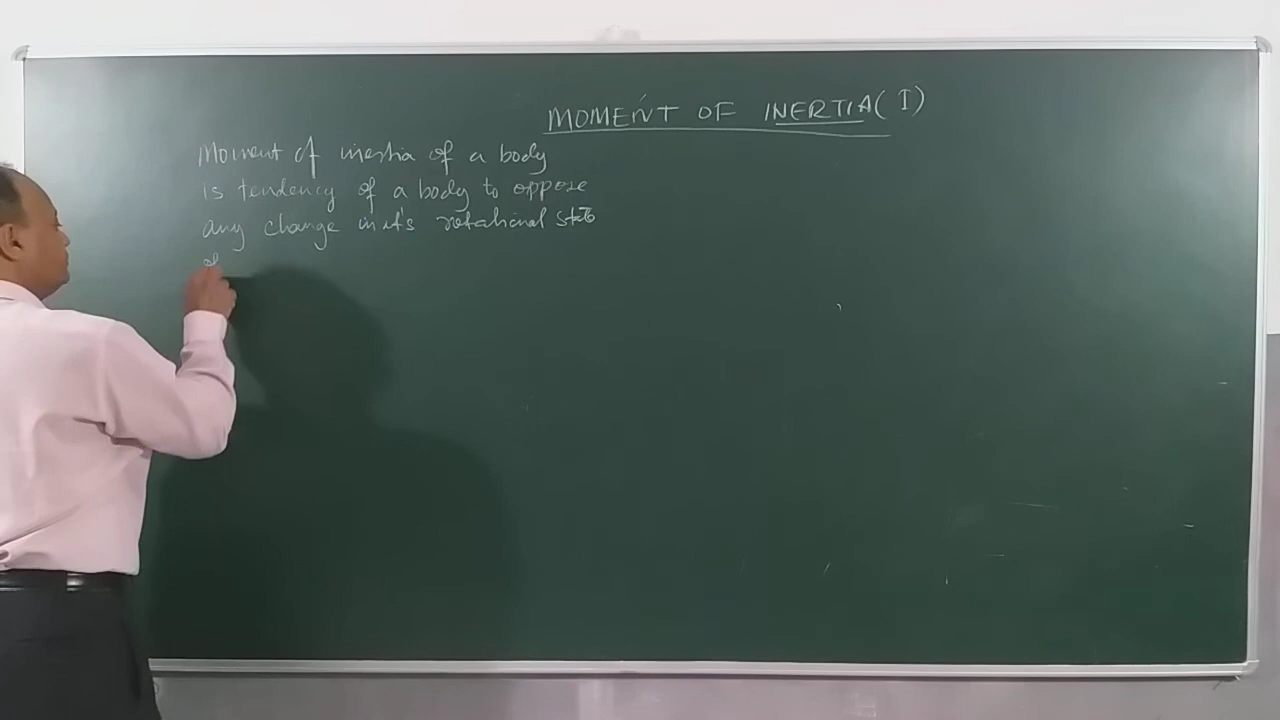 MOMENT OF INERTIA (I)
Moment of inertia of a body
is tendency of a body to oppose
any change in it's rotational state